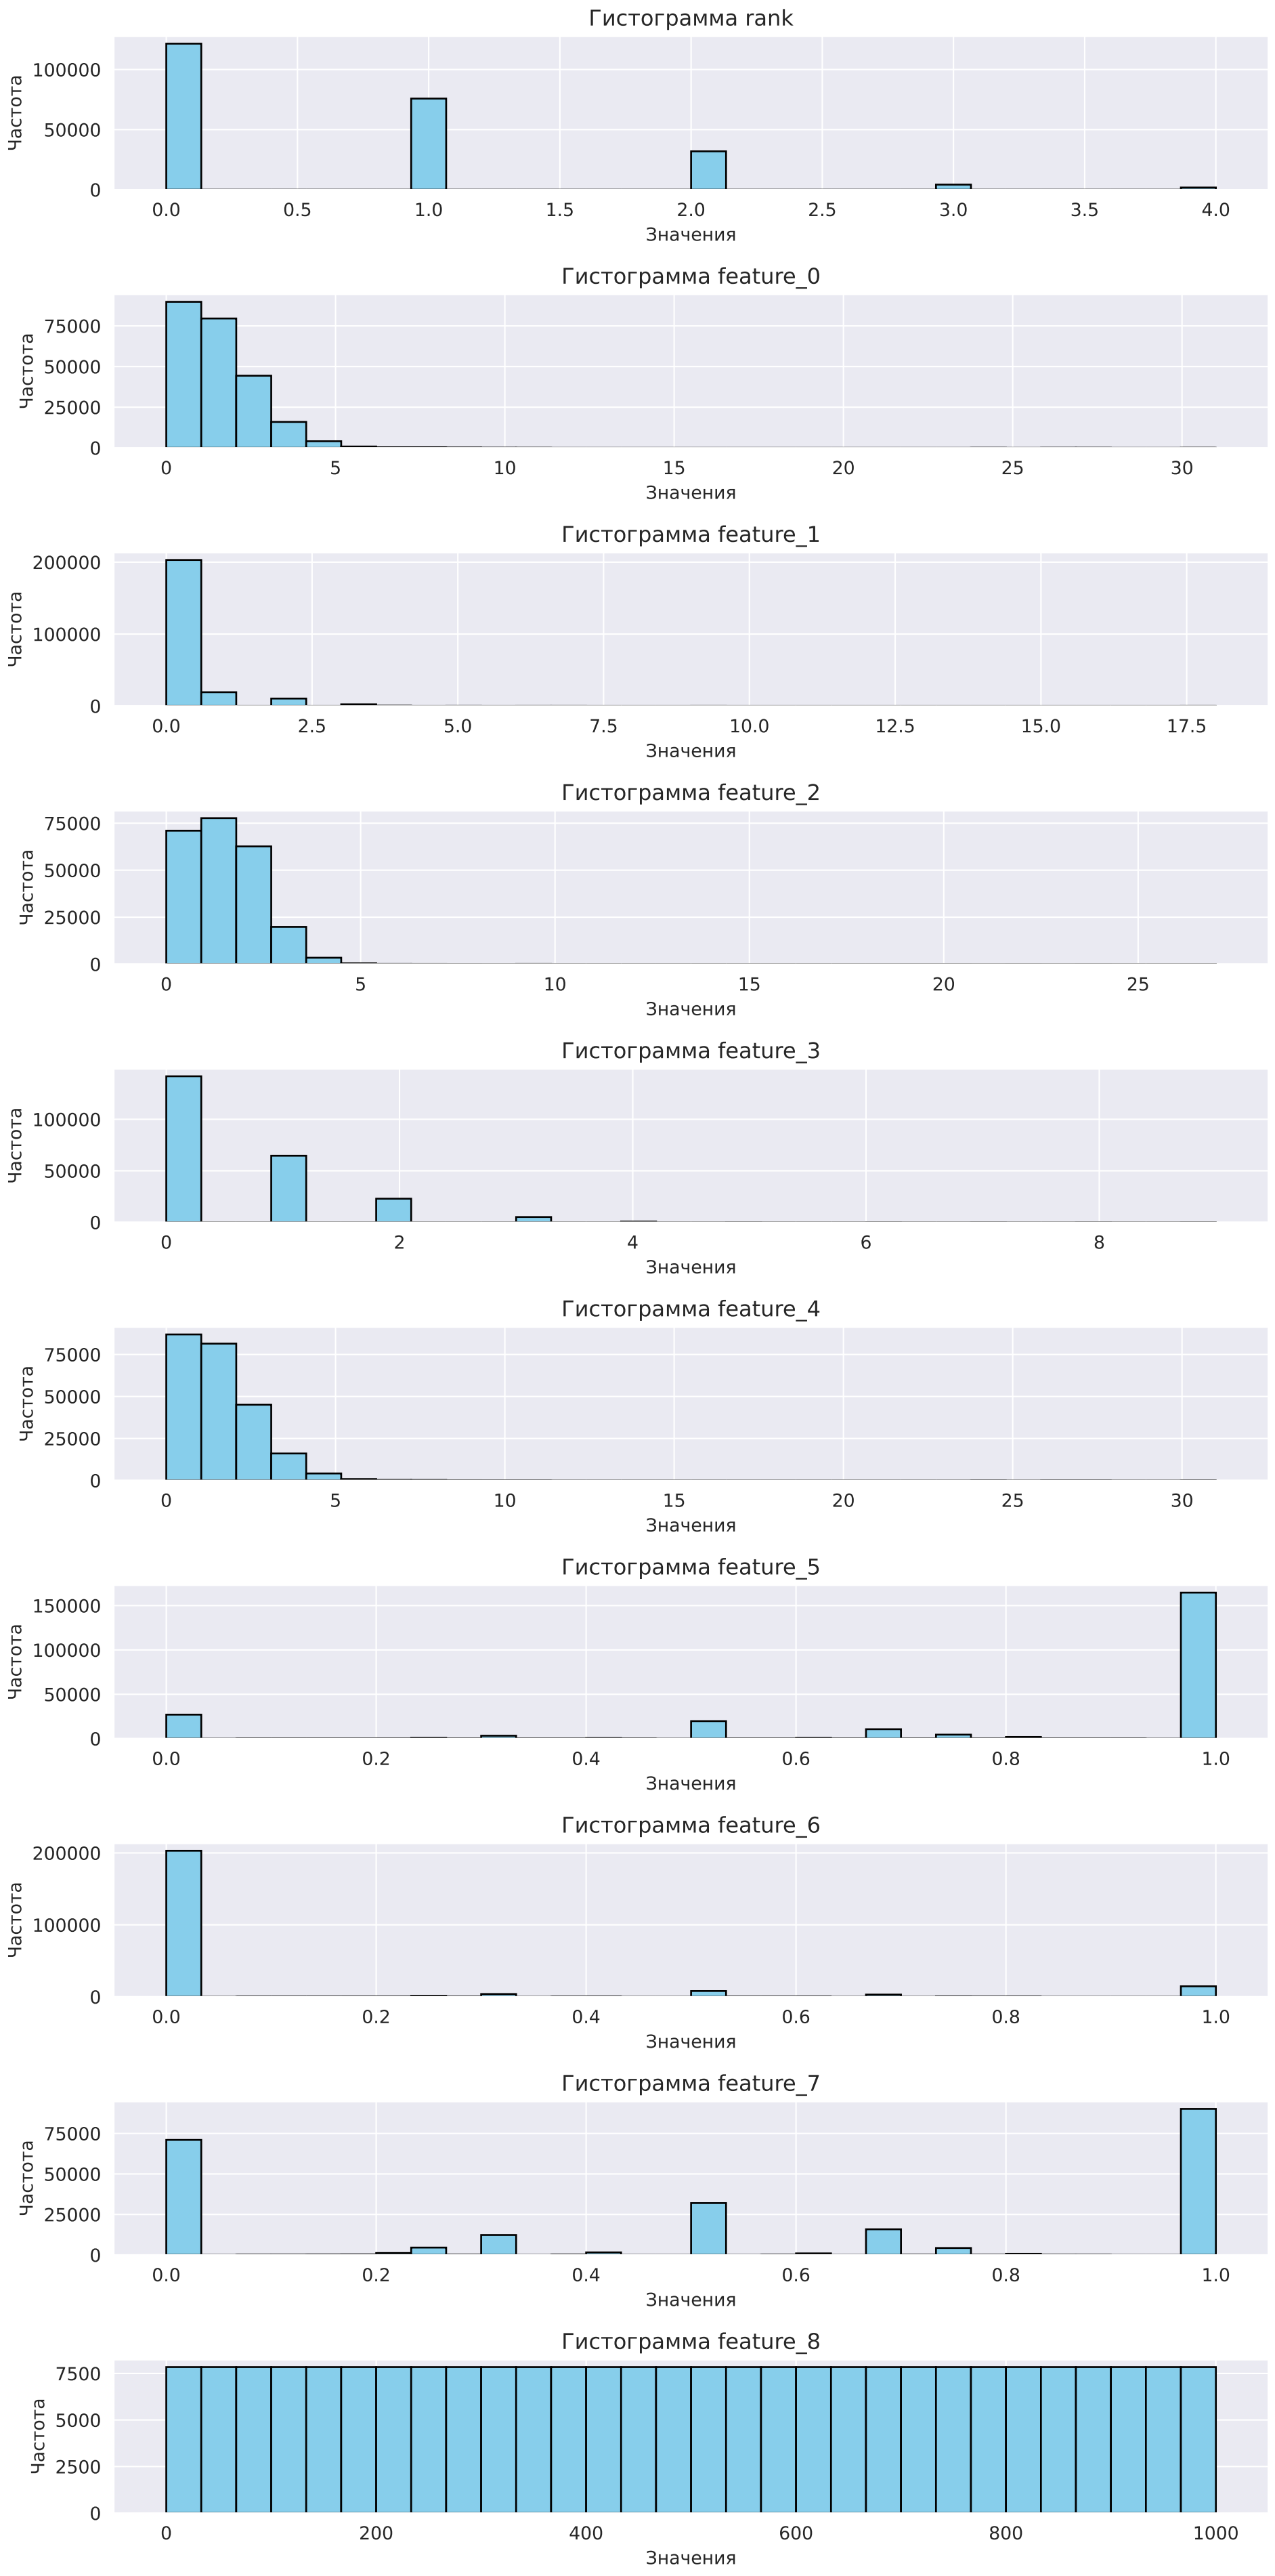 Гистограмма rank
Частота
100000
50000
0
0.0 0.5 1.0 1.5 2.0 2.5 3.0 3.5 4.0
Значения
Гистограмма feature_0
Частота
75000
50000
25000
0
0 5 10 15 20 25 30
Значения
Гистограмма feature_1
Частота
200000
100000
0
0.0 2.5 5.0 7.5 10.0 12.5 15.0 17.5
Значения
Гистограмма feature_2
Частота
75000
50000
25000
0
0 5 10 15 20 25
Значения
Гистограмма feature_3
Частота
100000
50000
0
0 2 4 6 8
Значения
Гистограмма feature_4
Частота
75000
50000
25000
0
0 5 10 15 20 25 30
Значения
Гистограмма feature_5
Частота
150000
100000
50000
0
0.0 0.2 0.4 0.6 0.8 1.0
Значения
Гистограмма feature_6
Частота
200000
100000
0
0.0 0.2 0.4 0.6 0.8 1.0
Значения
Гистограмма feature_7
Частота
75000
50000
25000
0
0.0 0.2 0.4 0.6 0.8 1.0
Значения
Гистограмма feature_8
Частота
7500
5000
2500
0
0 200 400 600 800 1000
Значения